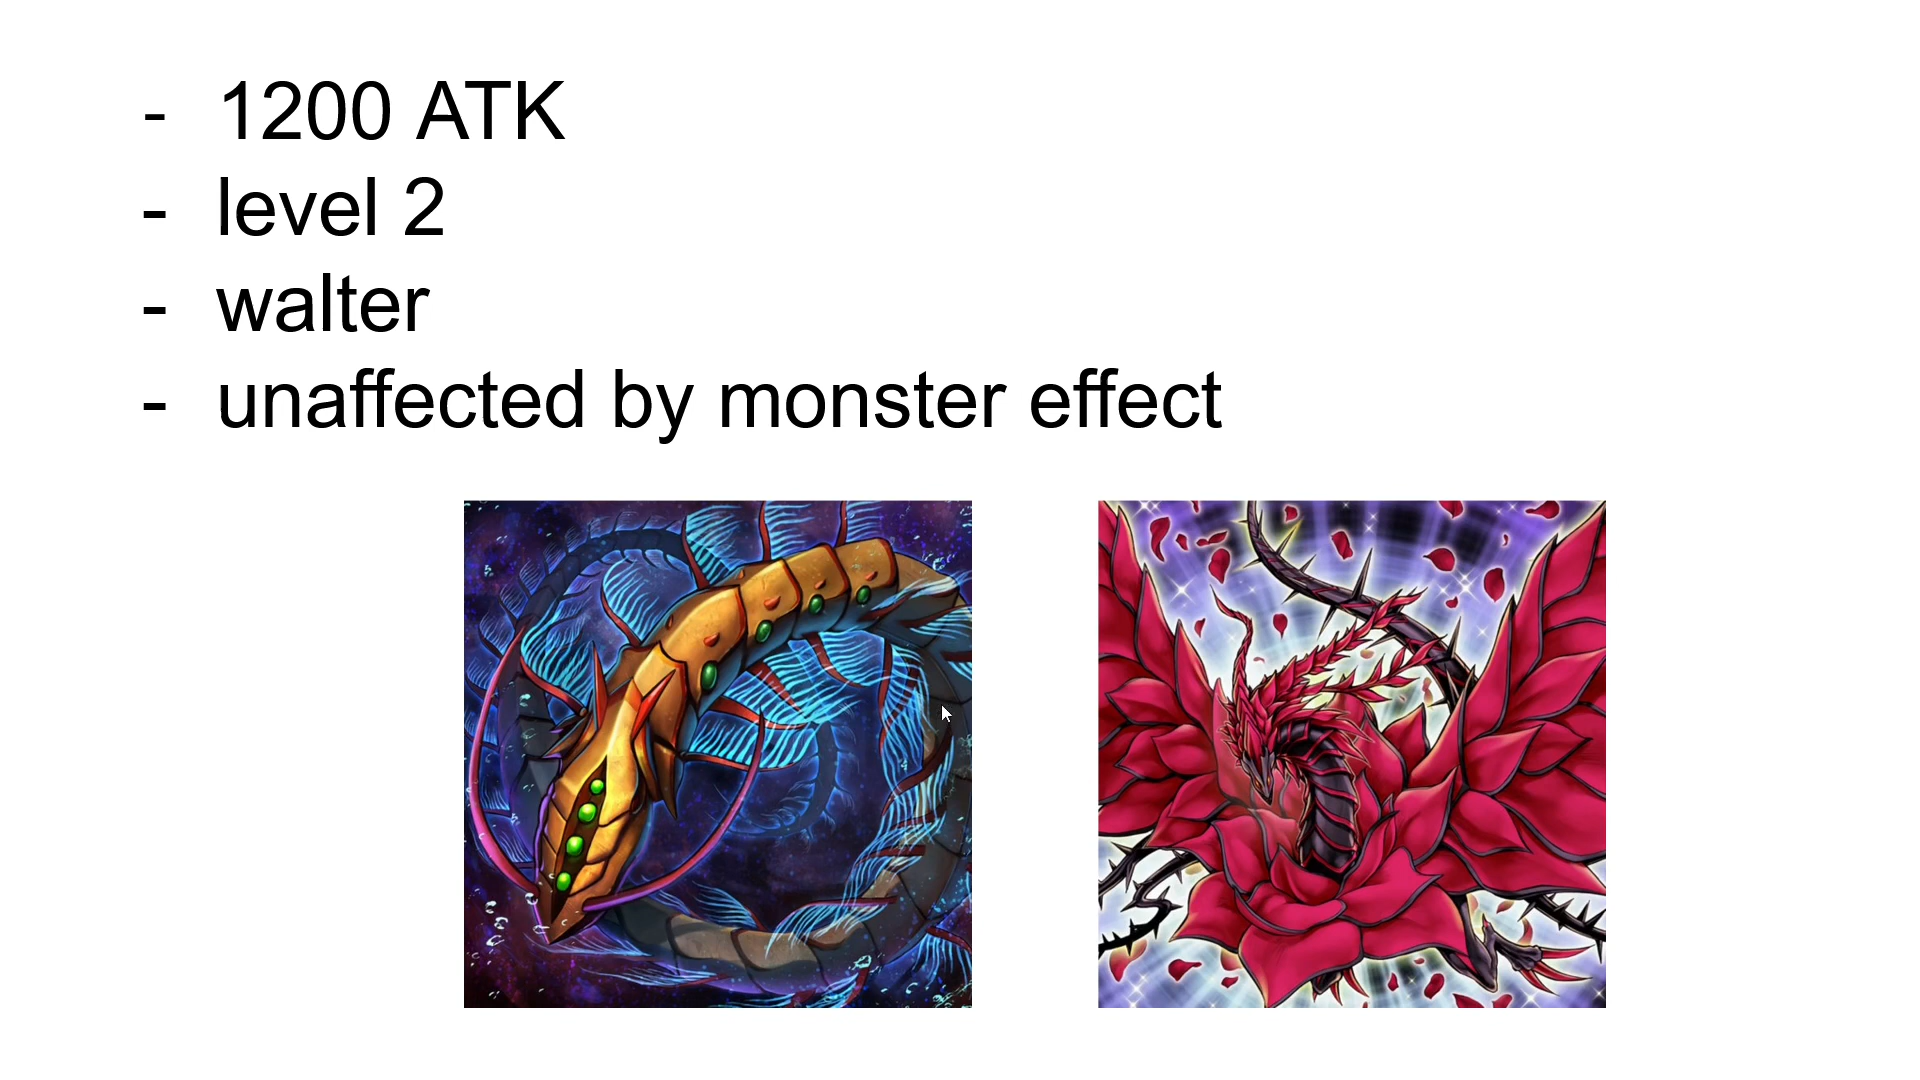 - 1200 ATK
- level 2
- walter
- unaffected by monster effect